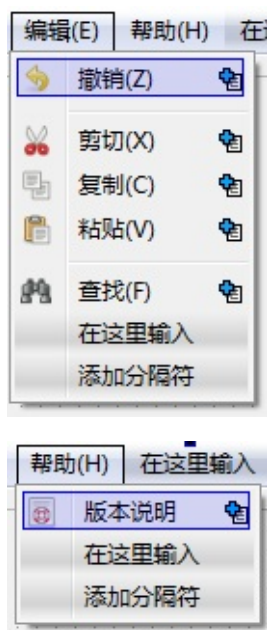 编辑(E) 帮助(H) 在
撤销(Z)
剪切(X)
复制(C)
粘贴(V)
查找(F)
在这里输入
添加分隔符
帮助(H) 在这里输入
版本说明
在这里输入
添加分隔符